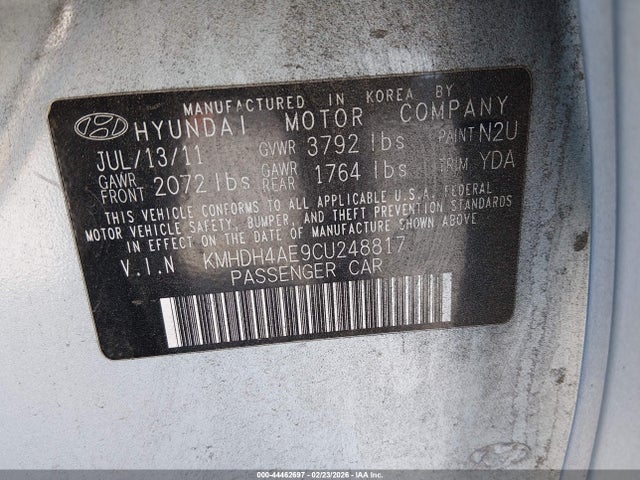 MANUFACTURED IN KOREA BY
HYUNDAI MOTOR COMPANY
JUL/13/11 GVWR 3792 lbs PAINT N2U
GAWR FRONT 2072 lbs GAWR REAR 1764 lbs TRIM YDA
THIS VEHICLE CONFORMS TO ALL APPLICABLE U.S.A. FEDERAL
MOTOR VEHICLE SAFETY, BUMPER, AND THEFT PREVENTION STANDARDS
IN EFFECT ON THE DATE OF MANUFACTURE SHOWN ABOVE.
V.I.N KMHDH4AE9CU248817
PASSENGER CAR
000-44462697 - 02/23/2026 - IAAI.COM